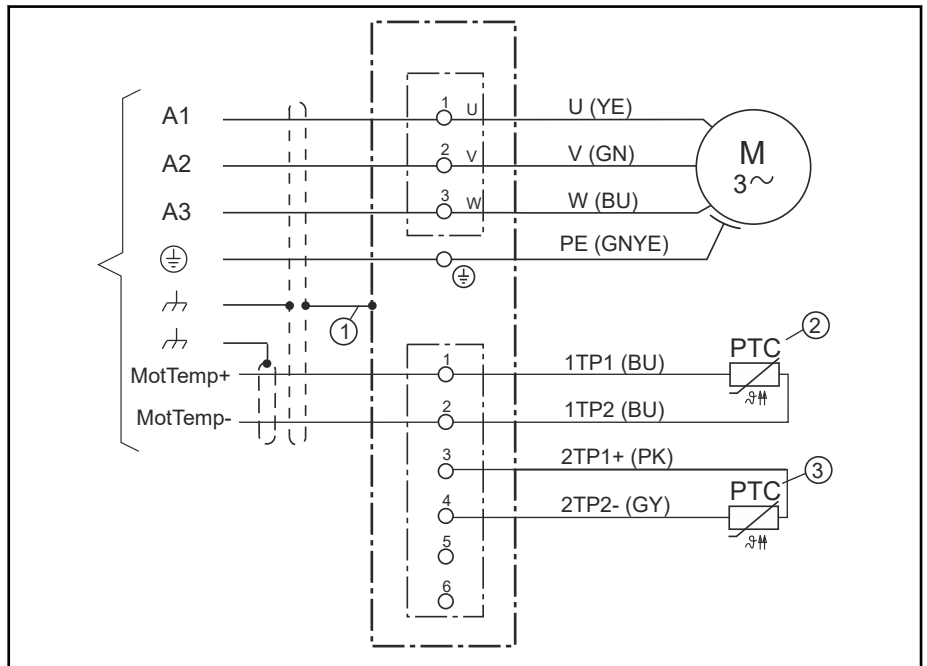 A1 1 U U (YE)
A2 2 V V (GN) M
3~
A3 3 W W (BU)
PE (GNYE)
1
2
PTC
MotTemp+ 1 1TP1 (BU)
ϑ
MotTemp- 2 1TP2 (BU)
3 2TP1+ (PK) 3
PTC
4 2TP2- (GY)
ϑ
5
6